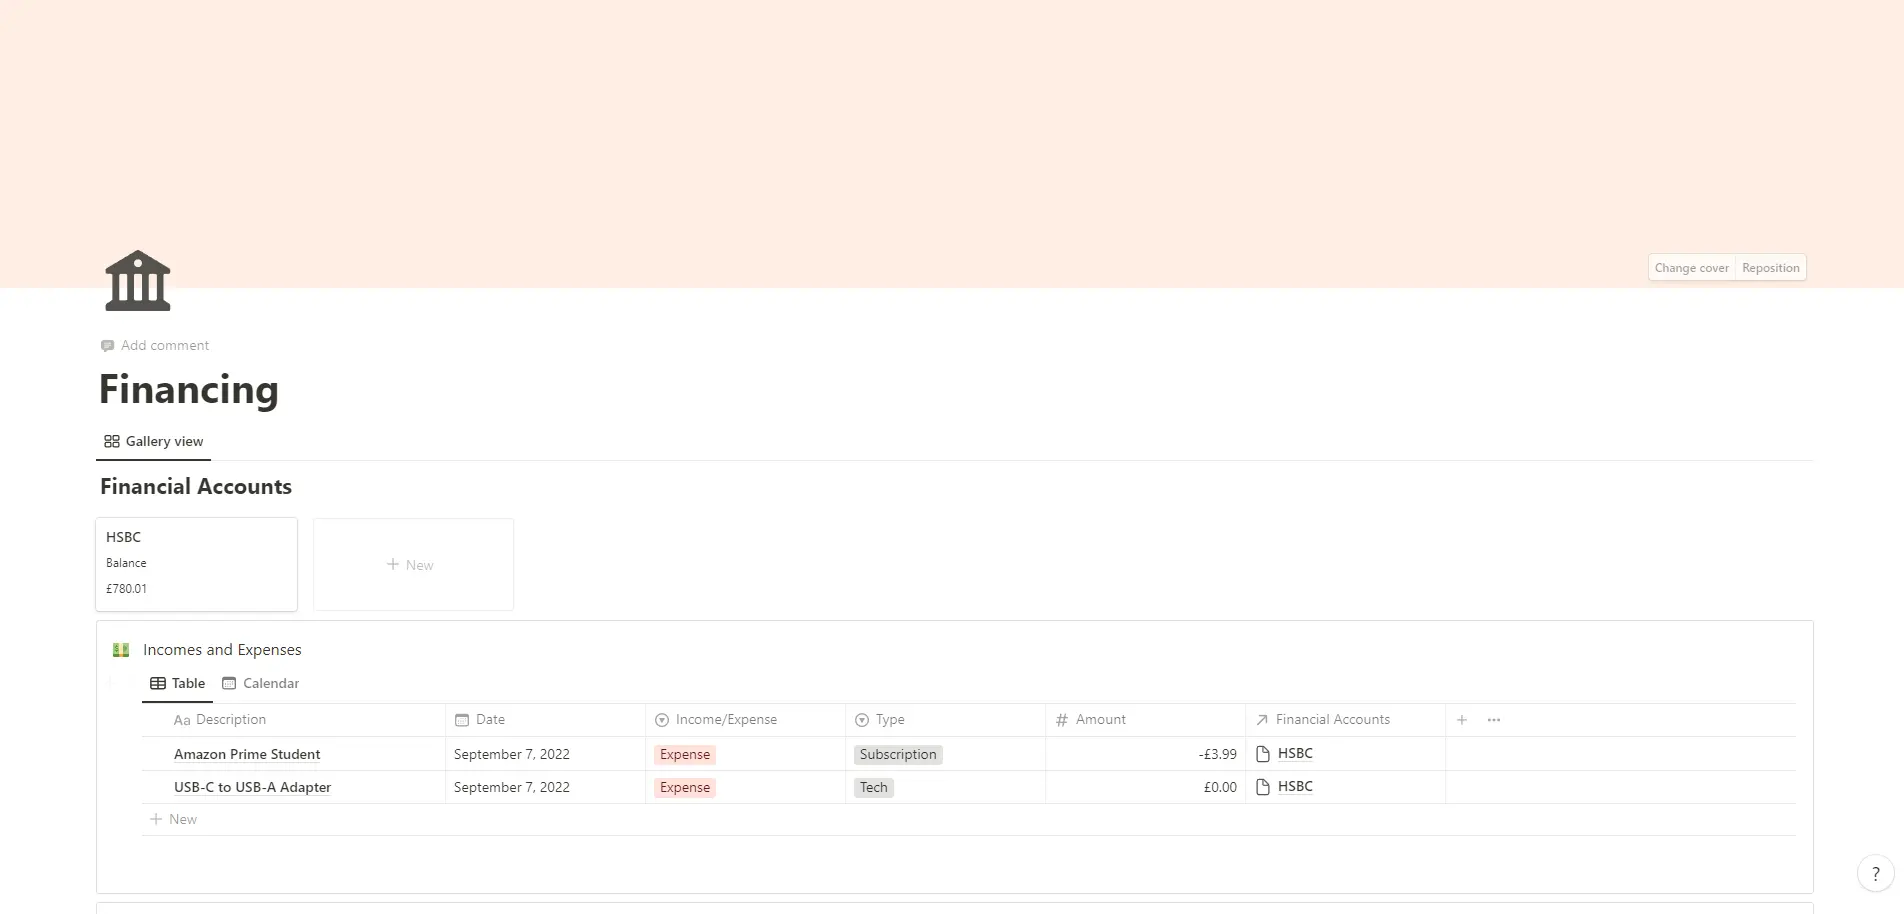 Change cover Reposition
Add comment
Financing
Gallery view
Financial Accounts
HSBC
Balance
£780.01
+ New
Incomes and Expenses
Table Calendar
Aa Description Date Income/Expense Type # Amount Financial Accounts + ...
Amazon Prime Student September 7, 2022 Expense Subscription -£3.99 HSBC
USB-C to USB-A Adapter September 7, 2022 Expense Tech £0.00 HSBC
+ New
?